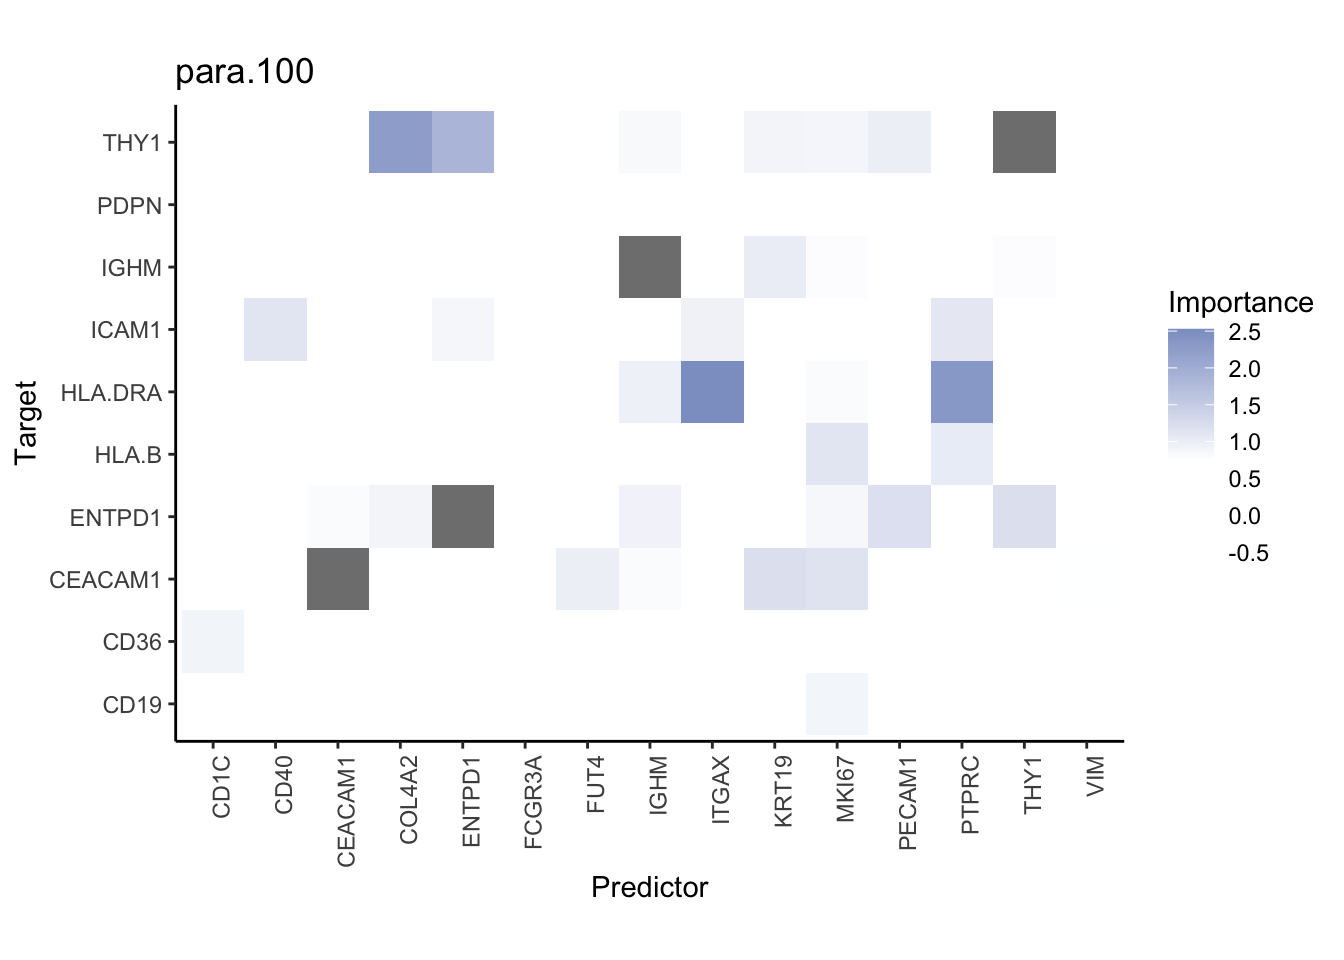 para.100
THY1
PDPN
IGHM
ICAM1
HLA.DRA
HLA.B
ENTPD1
CEACAM1
CD36
CD19
Target
CD1C
CD40
CEACAM1
COL4A2
ENTPD1
FCGR3A
FUT4
IGHM
ITGAX
KRT19
MKI67
PECAM1
PTPRC
THY1
VIM
Predictor
Importance
2.5
2.0
1.5
1.0
0.5
0.0
-0.5